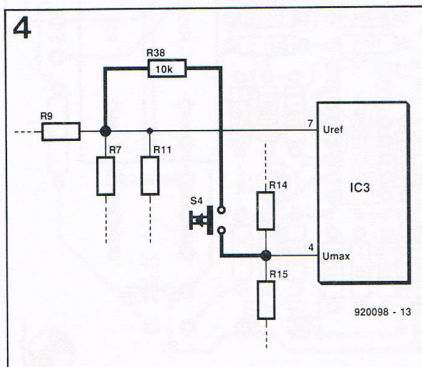 4
R38
10k
R9
7
Uref
R7
R11
R14
IC3
S4
4
Umax
R15
920098 - 13